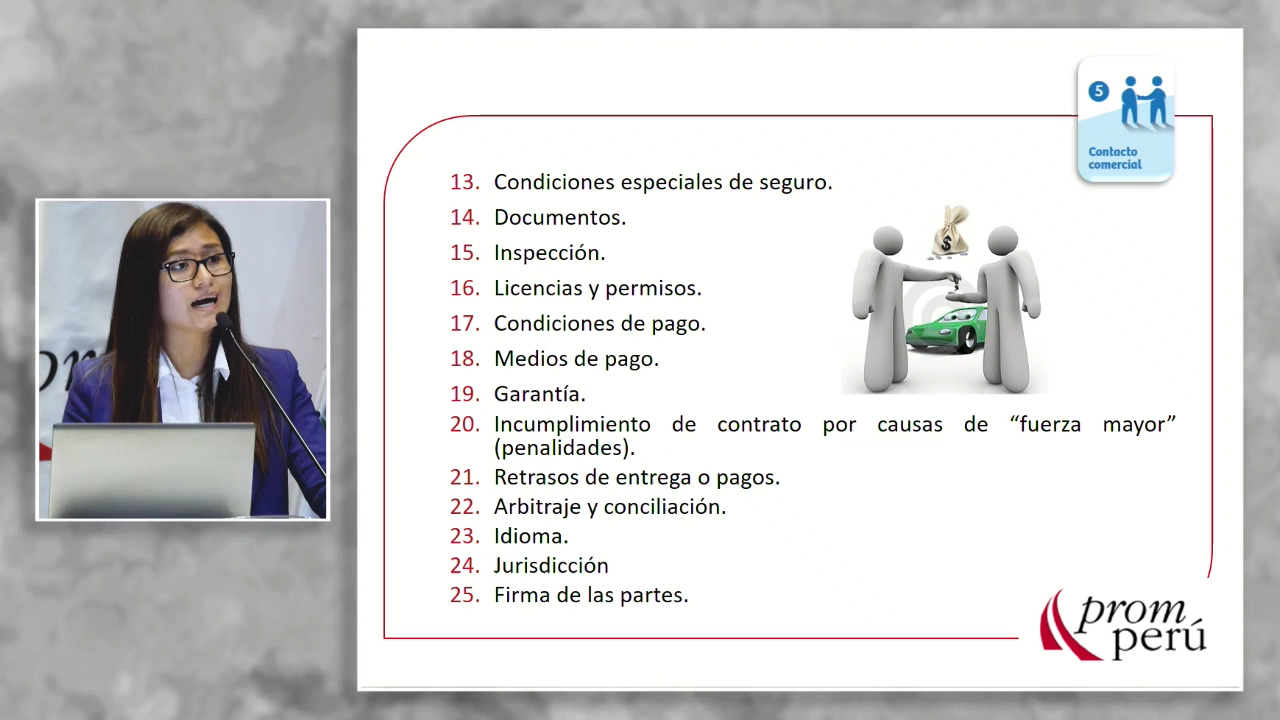 5
Contacto
comercial
13. Condiciones especiales de seguro.
14. Documentos.
15. Inspección.
16. Licencias y permisos.
17. Condiciones de pago.
18. Medios de pago.
19. Garantía.
20. Incumplimiento de contrato por causas de “fuerza mayor”
(penalidades).
21. Retrasos de entrega o pagos.
22. Arbitraje y conciliación.
23. Idioma.
24. Jurisdicción
25. Firma de las partes.
$
prom
perú